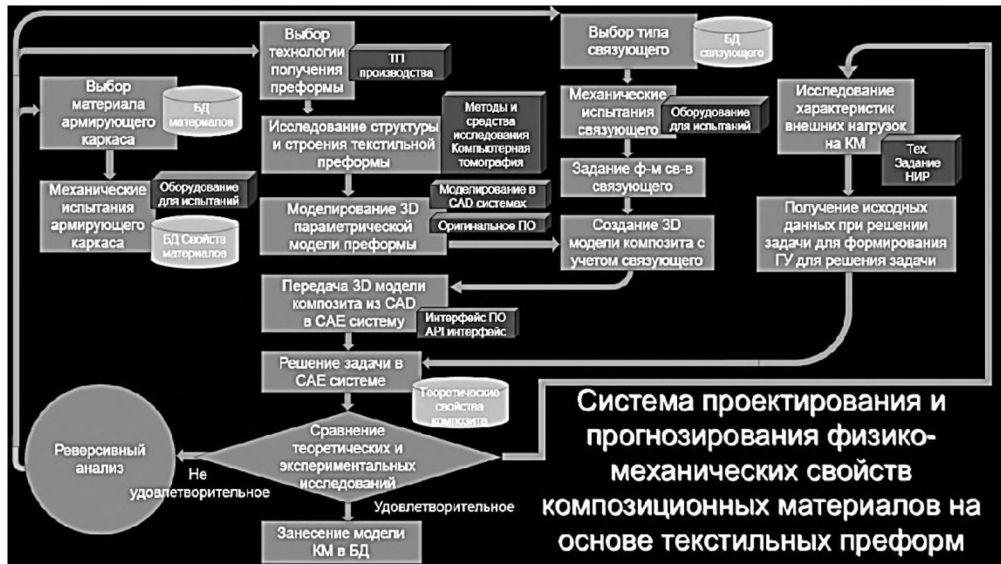 Выбор
материала
армирующего
каркаса
БД
материалов
Механические
испытания
армирующего
каркаса
Оборудование
для испытаний
БД Свойств
материалов
Выбор
технологии
получения
преформы
ТП
производства
Исследование структуры
и строения текстильной
преформы
Методы и
средства
исследования
Компьютерная
томография
Моделирование 3D
параметрической
модели преформы
Моделирование в
CAD системах
Оригинальное ПО
Выбор типа
связующего
БД
связующего
Механические
испытания
связующего
Оборудование
для испытаний
Задание ф-м св-в
связующего
Создание 3D
модели композита с
учетом связующего
Исследование
характеристик
внешних нагрузок
на КМ
Тех.
Задание
НИР
Получение исходных
данных при решении
задачи для формирования
ГУ для решения задачи
Передача 3D модели
композита из CAD
в CAE систему
Интерфейс ПО
API интерфейс
Решение задачи в
CAE системе
Теоретические
свойства
композита
Сравнение
теоретических и
экспериментальных
исследований
Реверсивный
анализ
Не
удовлетворительное
Удовлетворительное
Занесение модели
КМ в БД
Система проектирования и
прогнозирования физико-
механических свойств
композиционных материалов на
основе текстильных преформ